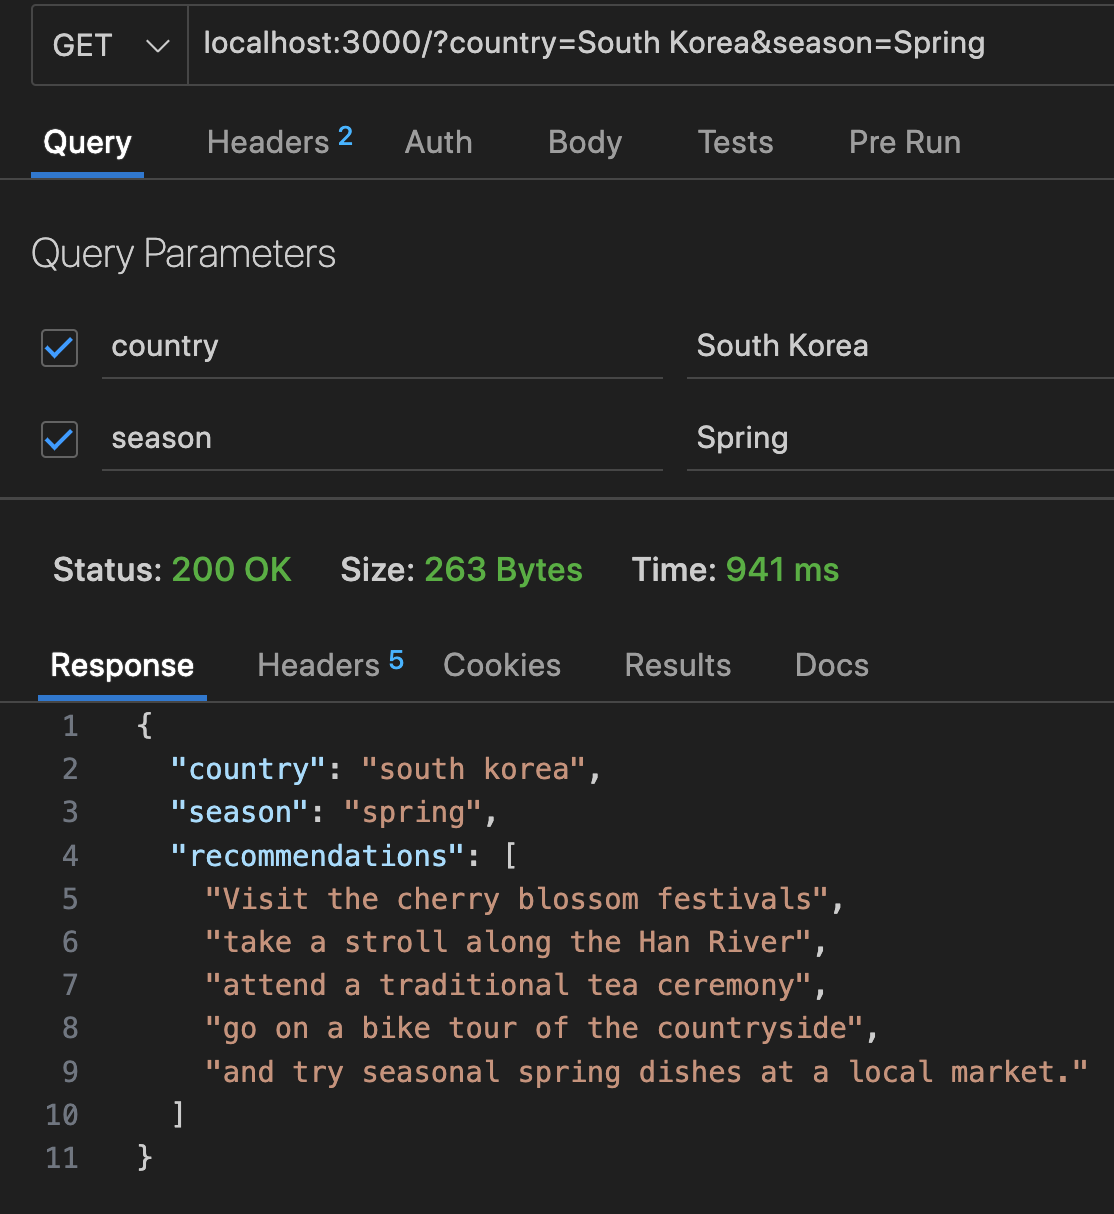 GET localhost:3000/?country=South Korea&season=Spring
Query Headers 2 Auth Body Tests Pre Run
Query Parameters
country South Korea
season Spring
Status: 200 OK Size: 263 Bytes Time: 941 ms
Response Headers 5 Cookies Results Docs
1 {
2 "country": "south korea",
3 "season": "spring",
4 "recommendations": [
5 "Visit the cherry blossom festivals",
6 "take a stroll along the Han River",
7 "attend a traditional tea ceremony",
8 "go on a bike tour of the countryside",
9 "and try seasonal spring dishes at a local market."
10 ]
11 }